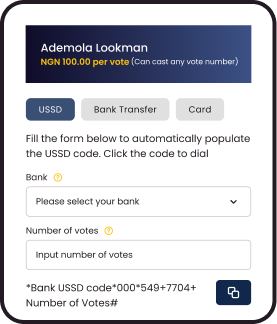 Ademola Lookman
NGN 100.00 per vote (Can cast any vote number)
USSD Bank Transfer Card
Fill the form below to automatically populate
the USSD code. Click the code to dial
Bank ?
Please select your bank
Number of votes ?
Input number of votes
*Bank USSD code*000*549+7704+
Number of Votes#